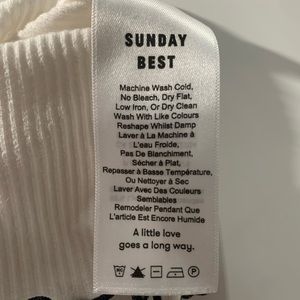 SUNDAY
BEST
Machine Wash Cold,
No Bleach, Dry Flat,
Low Iron, Or Dry Clean
Wash With Like Colours
Reshape Whilst Damp
Laver à La Machine à
L'eau Froide,
Pas De Blanchiment,
Sécher à Plat,
Repasser à Basse Température,
Ou Nettoyer à Sec
Laver Avec Des Couleurs
Semblables
Remodeler Pendant Que
L'article Est Encore Humide
A little love
goes a long way.